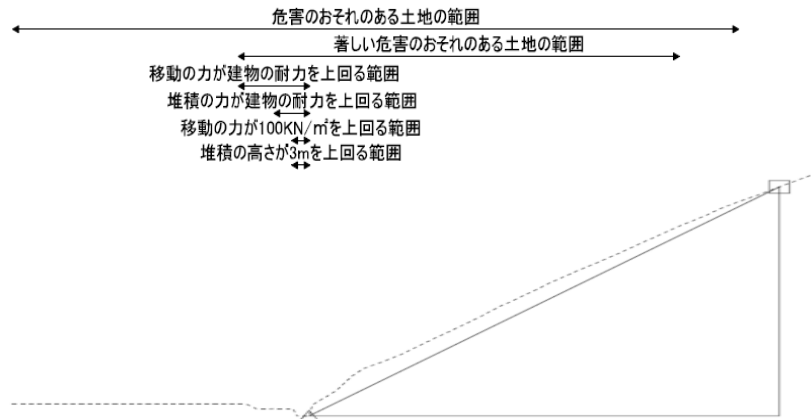 危害のおそれのある土地の範囲
著しい危害のおそれのある土地の範囲
移動の力が建物の耐力を上回る範囲
堆積の力が建物の耐力を上回る範囲
移動の力が100KN/㎡を上回る範囲
堆積の高さが3mを上回る範囲